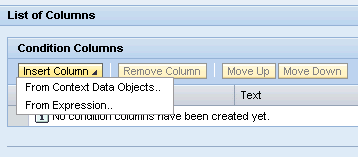 List of Columns
Condition Columns
Insert Column Remove Column Move Up Move Down
From Context Data Objects.. Text
From Expression..
No condition columns have been created yet.